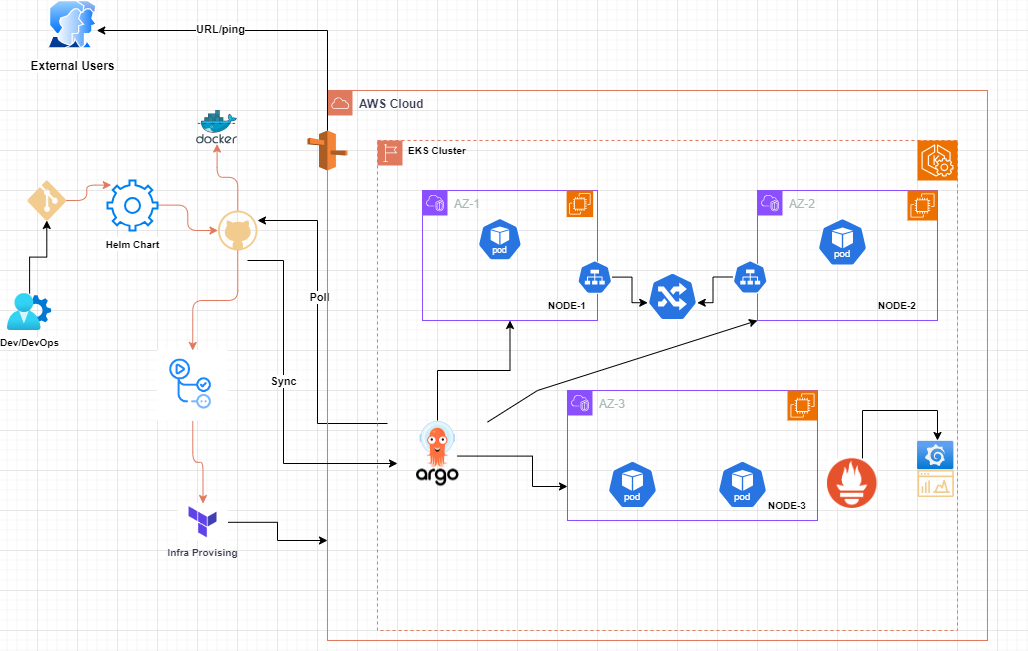 URL/ping
External Users
AWS Cloud
docker
EKS Cluster
AZ-1
AZ-2
pod
pod
Helm Chart
Poll
NODE-1
NODE-2
Dev/DevOps
Sync
AZ-3
argo
pod
pod
NODE-3
Infra Provising